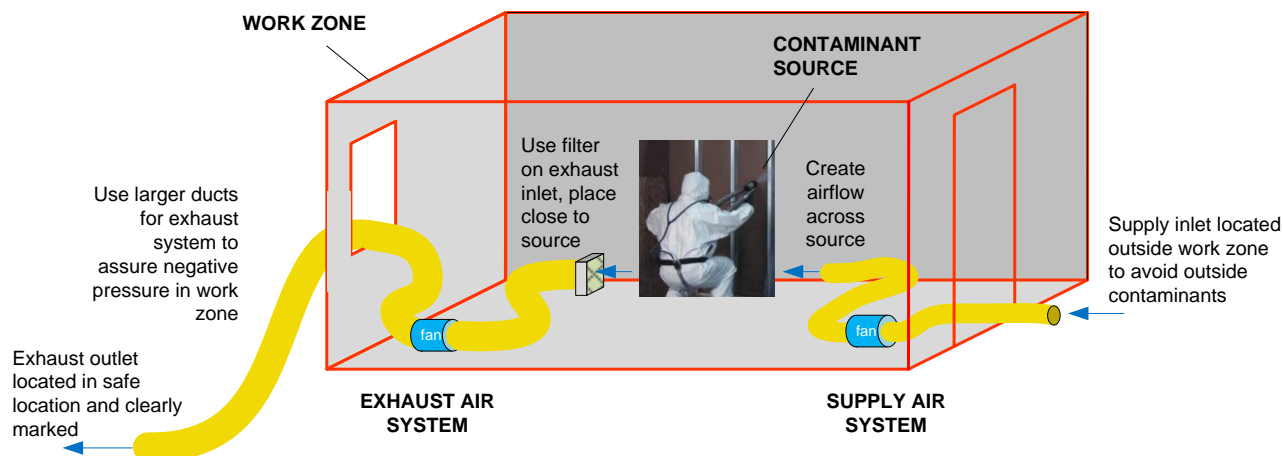 WORK ZONE
CONTAMINANT
SOURCE
Use filter
on exhaust
inlet, place
close to
source
Create
airflow
across
source
Use larger ducts
for exhaust
system to
assure negative
pressure in work
zone
Supply inlet located
outside work zone
to avoid outside
contaminants
fan
fan
Exhaust outlet
located in safe
location and clearly
marked
EXHAUST AIR
SYSTEM
SUPPLY AIR
SYSTEM